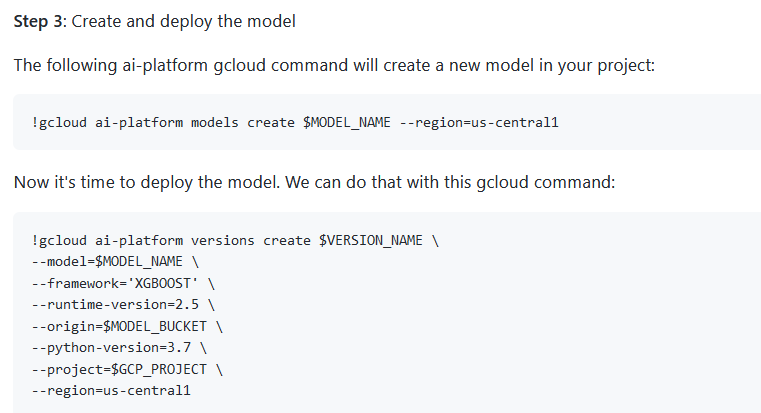 Step 3: Create and deploy the model
The following ai-platform gcloud command will create a new model in your project:
!gcloud ai-platform models create $MODEL_NAME --region=us-central1
Now it's time to deploy the model. We can do that with this gcloud command:
!gcloud ai-platform versions create $VERSION_NAME \
--model=$MODEL_NAME \
--framework='XGBOOST' \
--runtime-version=2.5 \
--origin=$MODEL_BUCKET \
--python-version=3.7 \
--project=$GCP_PROJECT \
--region=us-central1